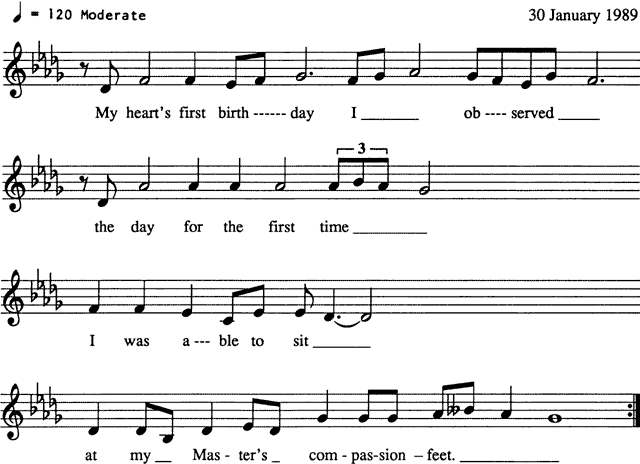 ♩ = 120 Moderate 30 January 1989
My heart's first birth ------ day I _______ ob ---- served _____
3
the day for the first time _________
I was a --- ble to sit _______
at my __ Mas - ter's _ com - pas - sion - feet. ____________